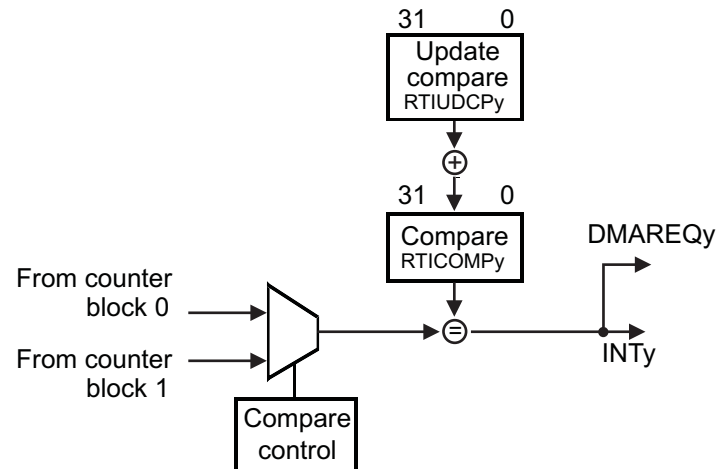 31 0
Update
compare
RTIUDCPy
+
31 0
Compare
RTICOMPy
DMAREQy
From counter
block 0
=
INTy
From counter
block 1
Compare
control